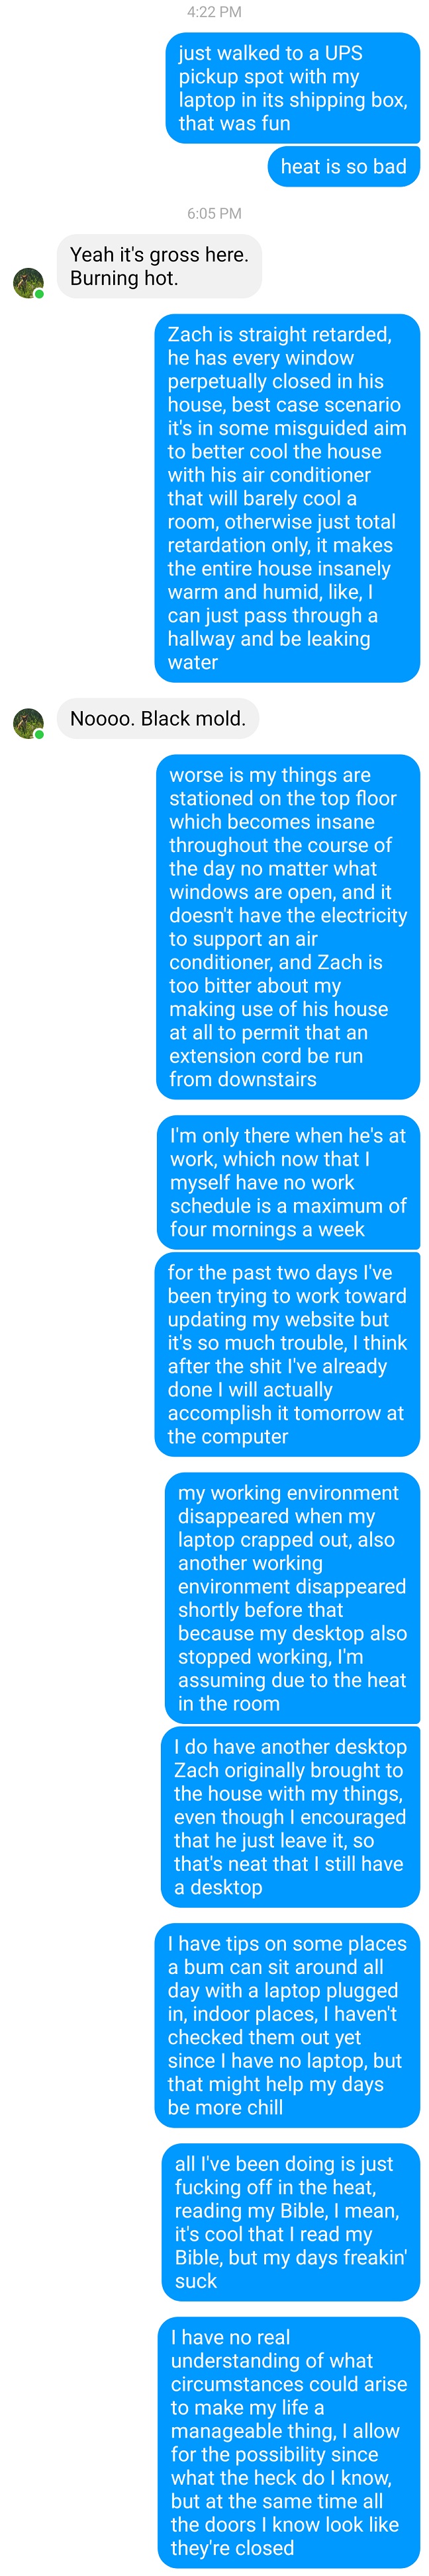 4:22 PM
just walked to a UPS
pickup spot with my
laptop in its shipping box,
that was fun
heat is so bad
6:05 PM
Yeah it's gross here.
Burning hot.
Zach is straight retarded,
he has every window
perpetually closed in his
house, best case scenario
it's in some misguided aim
to better cool the house
with his air conditioner
that will barely cool a
room, otherwise just total
retardation only, it makes
the entire house insanely
warm and humid, like, I
can just pass through a
hallway and be leaking
water
Noooo. Black mold.
worse is my things are
stationed on the top floor
which becomes insane
throughout the course of
the day no matter what
windows are open, and it
doesn't have the electricity
to support an air
conditioner, and Zach is
too bitter about my
making use of his house
at all to permit that an
extension cord be run
from downstairs
I'm only there when he's at
work, which now that I
myself have no work
schedule is a maximum of
four mornings a week
for the past two days I've
been trying to work toward
updating my website but
it's so much trouble, I think
after the shit I've already
done I will actually
accomplish it tomorrow at
the computer
my working environment
disappeared when my
laptop crapped out, also
another working
environment disappeared
shortly before that
because my desktop also
stopped working, I'm
assuming due to the heat
in the room
I do have another desktop
Zach originally brought to
the house with my things,
even though I encouraged
that he just leave it, so
that's neat that I still have
a desktop
I have tips on some places
a bum can sit around all
day with a laptop plugged
in, indoor places, I haven't
checked them out yet
since I have no laptop, but
that might help my days
be more chill
all I've been doing is just
fucking off in the heat,
reading my Bible, I mean,
it's cool that I read my
Bible, but my days freakin'
suck
I have no real
understanding of what
circumstances could arise
to make my life a
manageable thing, I allow
for the possibility since
what the heck do I know,
but at the same time all
the doors I know look like
they're closed